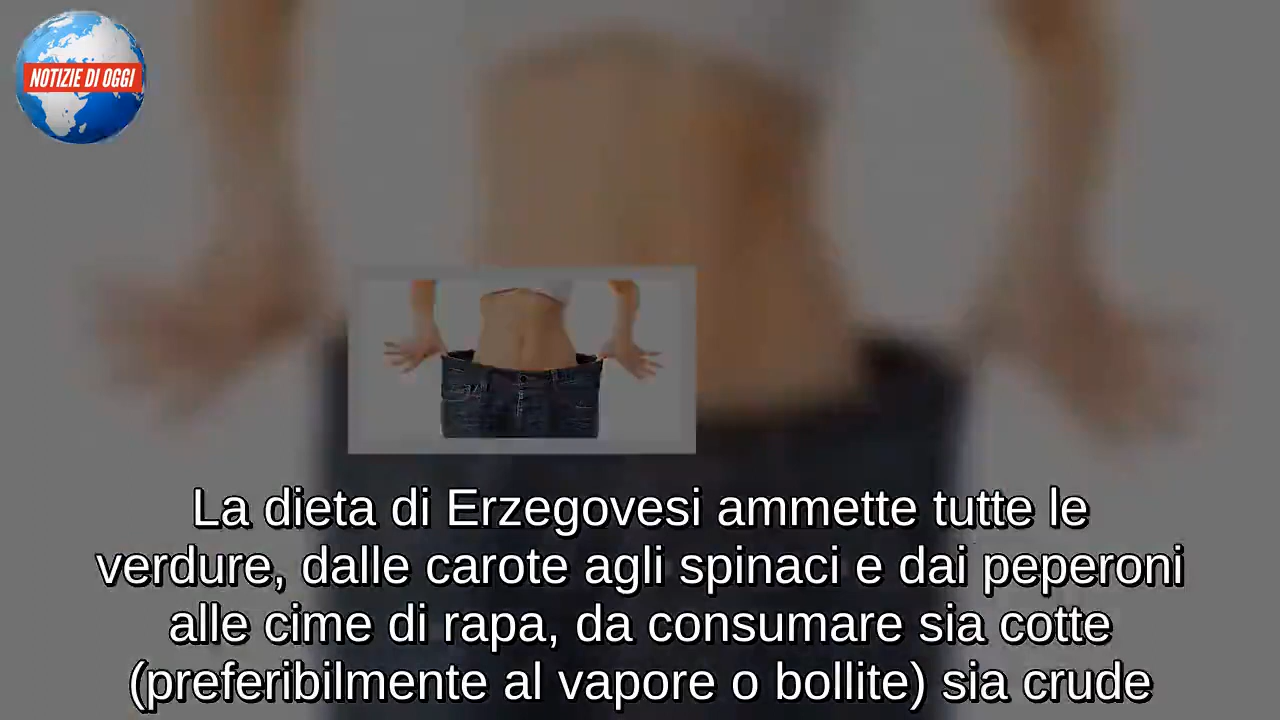 NOTIZIE DI OGGI
La dieta di Erzegovesi ammette tutte le
verdure, dalle carote agli spinaci e dai peperoni
alle cime di rapa, da consumare sia cotte
(preferibilmente al vapore o bollite) sia crude